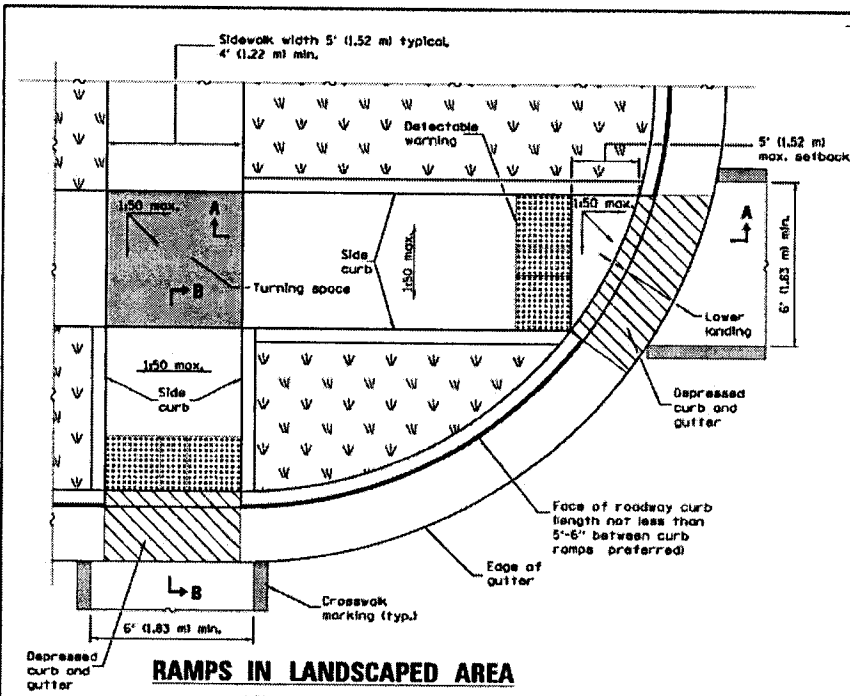 Sidewalk width 5' (1.52 m) typical,
4' (1.22 m) min.
Detectable
warning
5' (1.52 m)
max. setback
1:50 max.
A
1:50 max.
A
Side
curb
1:50 max.
6' (1.83 m) min.
B
Turning space
Lower
landing
1:50 max.
Side
curb
Depressed
curb and
gutter
Face of roadway curb
(length not less than
5'-6" between curb
ramps preferred)
Edge of
gutter
B
Crosswalk
marking (typ.)
6' (1.83 m) min.
Depressed
curb and
gutter
RAMPS IN LANDSCAPED AREA